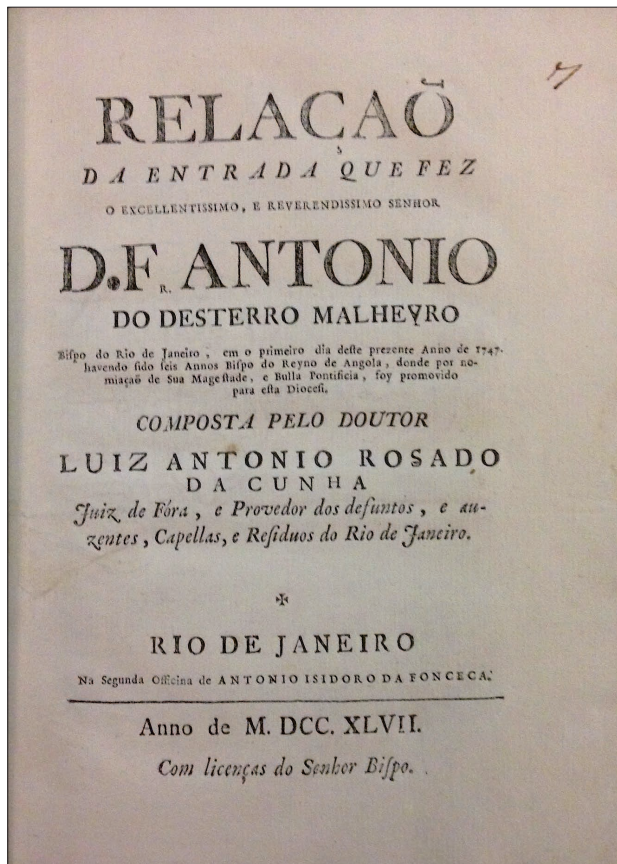 7
RELAÇAÕ
DA ENTRADA QUE FEZ
O EXCELLENTISSIMO, E REVERENDISSIMO SENHOR
D. Fr. ANTONIO
DO DESTERRO MALHEYRO
Biſpo do Rio de Janeiro, em o primeiro dia deſte prezente Anno de 1747.
havendo ſido ſeis Annos Biſpo do Reyno de Angola, donde por no-
miaçaõ de Sua Mageſtade, e Bulla Pontificia, foy promovido
para eſta Dioceſi.
COMPOSTA PELO DOUTOR
LUIZ ANTONIO ROSADO
DA CUNHA
Juiz de Fóra, e Provedor dos defuntos, e au-
zentes, Capellas, e Reſiduos do Rio de Janeiro.
RIO DE JANEIRO
Na Segunda Officina de ANTONIO ISIDORO DA FONCECA.
Anno de M. DCC. XLVII.
Com licenças do Senhor Biſpo.